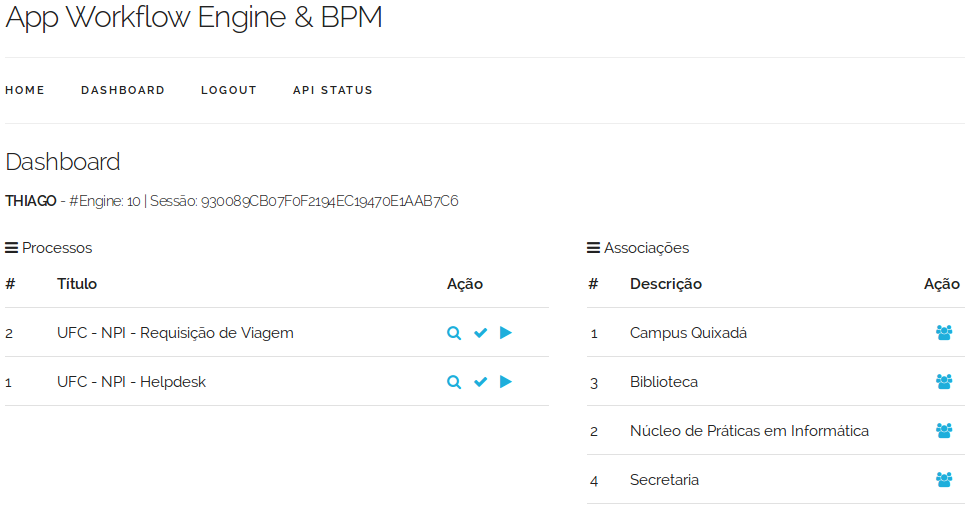 App Workflow Engine & BPM
HOME DASHBOARD LOGOUT API STATUS
Dashboard
THIAGO - #Engine: 10 | Sessão: 930089CB07F0F2194EC19470E1AAB7C6
Processos
# Título Ação
2 UFC - NPI - Requisição de Viagem
1 UFC - NPI - Helpdesk
Associações
# Descrição Ação
1 Campus Quixadá
3 Biblioteca
2 Núcleo de Práticas em Informática
4 Secretaria